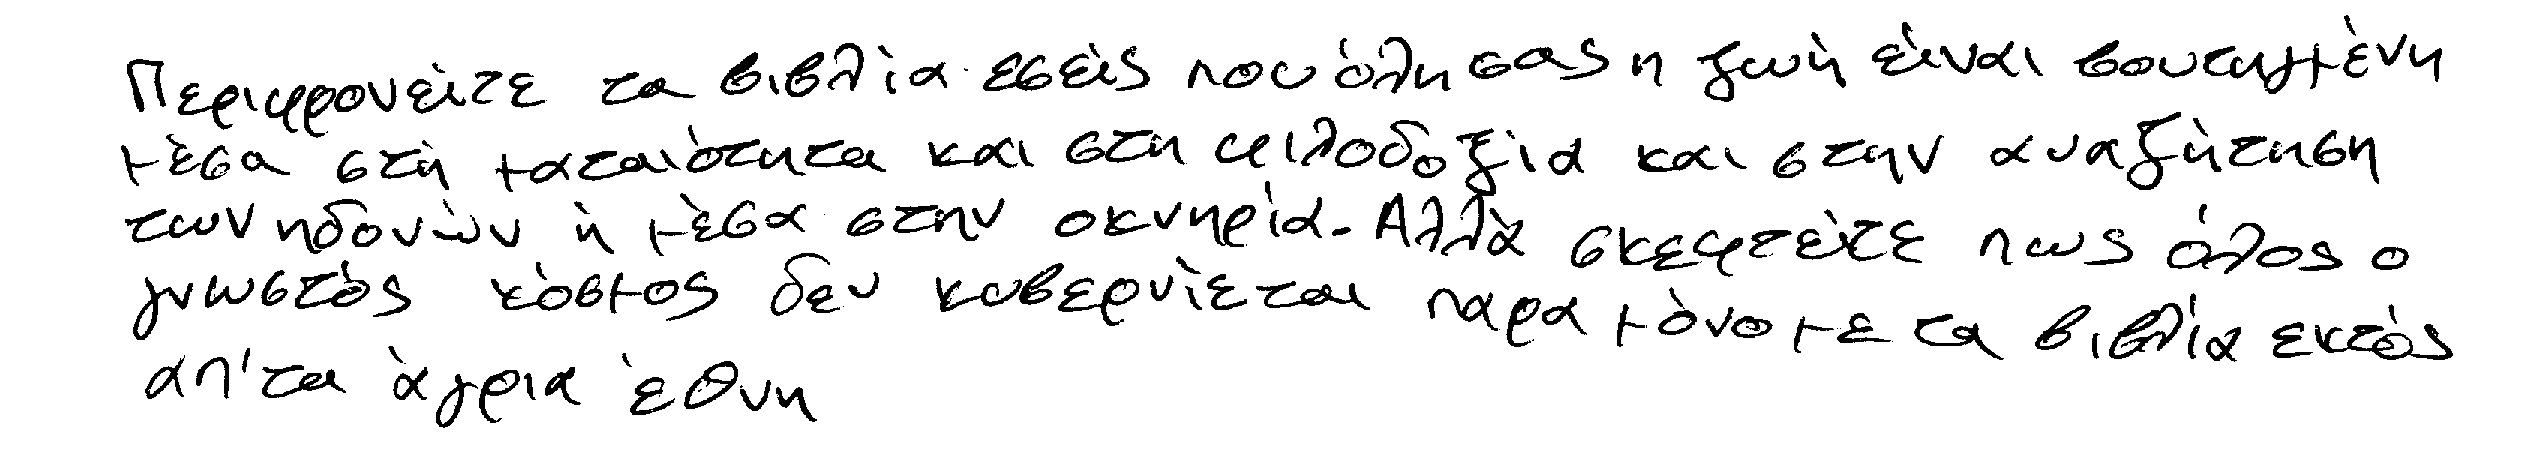 Περιφρονείτε τα βιβλία εσείς που όλη σας η ζωή είναι βουτηγμένη
μέσα στη ματαιότητα και στη φιλοδοξία και στην αναζήτηση
των ηδονών ή μέσα στην οκνηρία. Αλλά σκεφτείτε πως όλος ο
γνωστός κόσμος δεν κυβερνιέται παρά μόνο με τα βιβλία εκτός
απ' τα άγρια έθνη